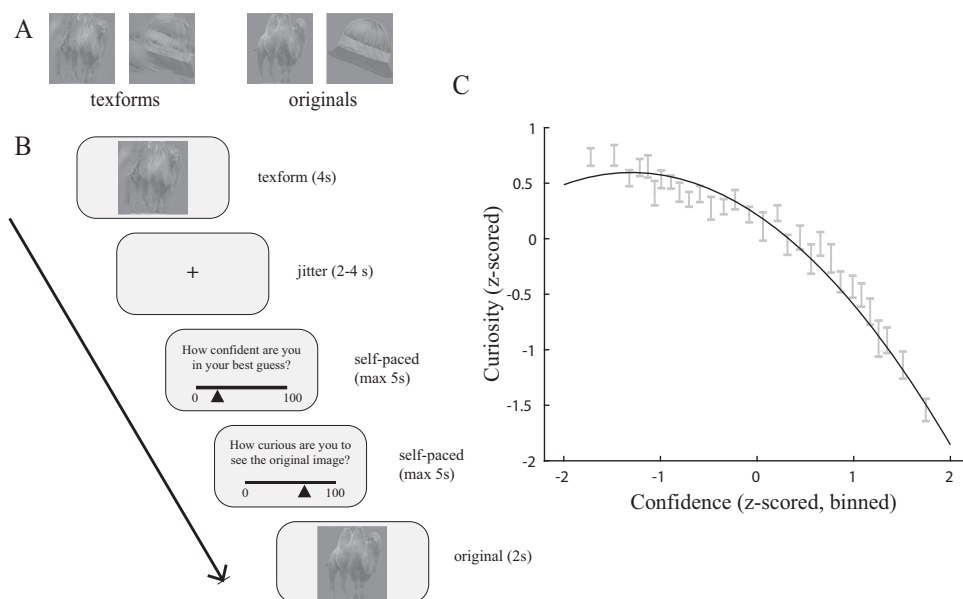 A
texforms
originals
B
texform (4s)
+
jitter (2-4 s)
How confident are you
in your best guess?
0
100
self-paced
(max 5s)
How curious are you to
see the original image?
0
100
self-paced
(max 5s)
original (2s)
C
Curiosity (z-scored)
1
0.5
0
-0.5
-1
-1.5
-2
-2
-1
0
1
2
Confidence (z-scored, binned)